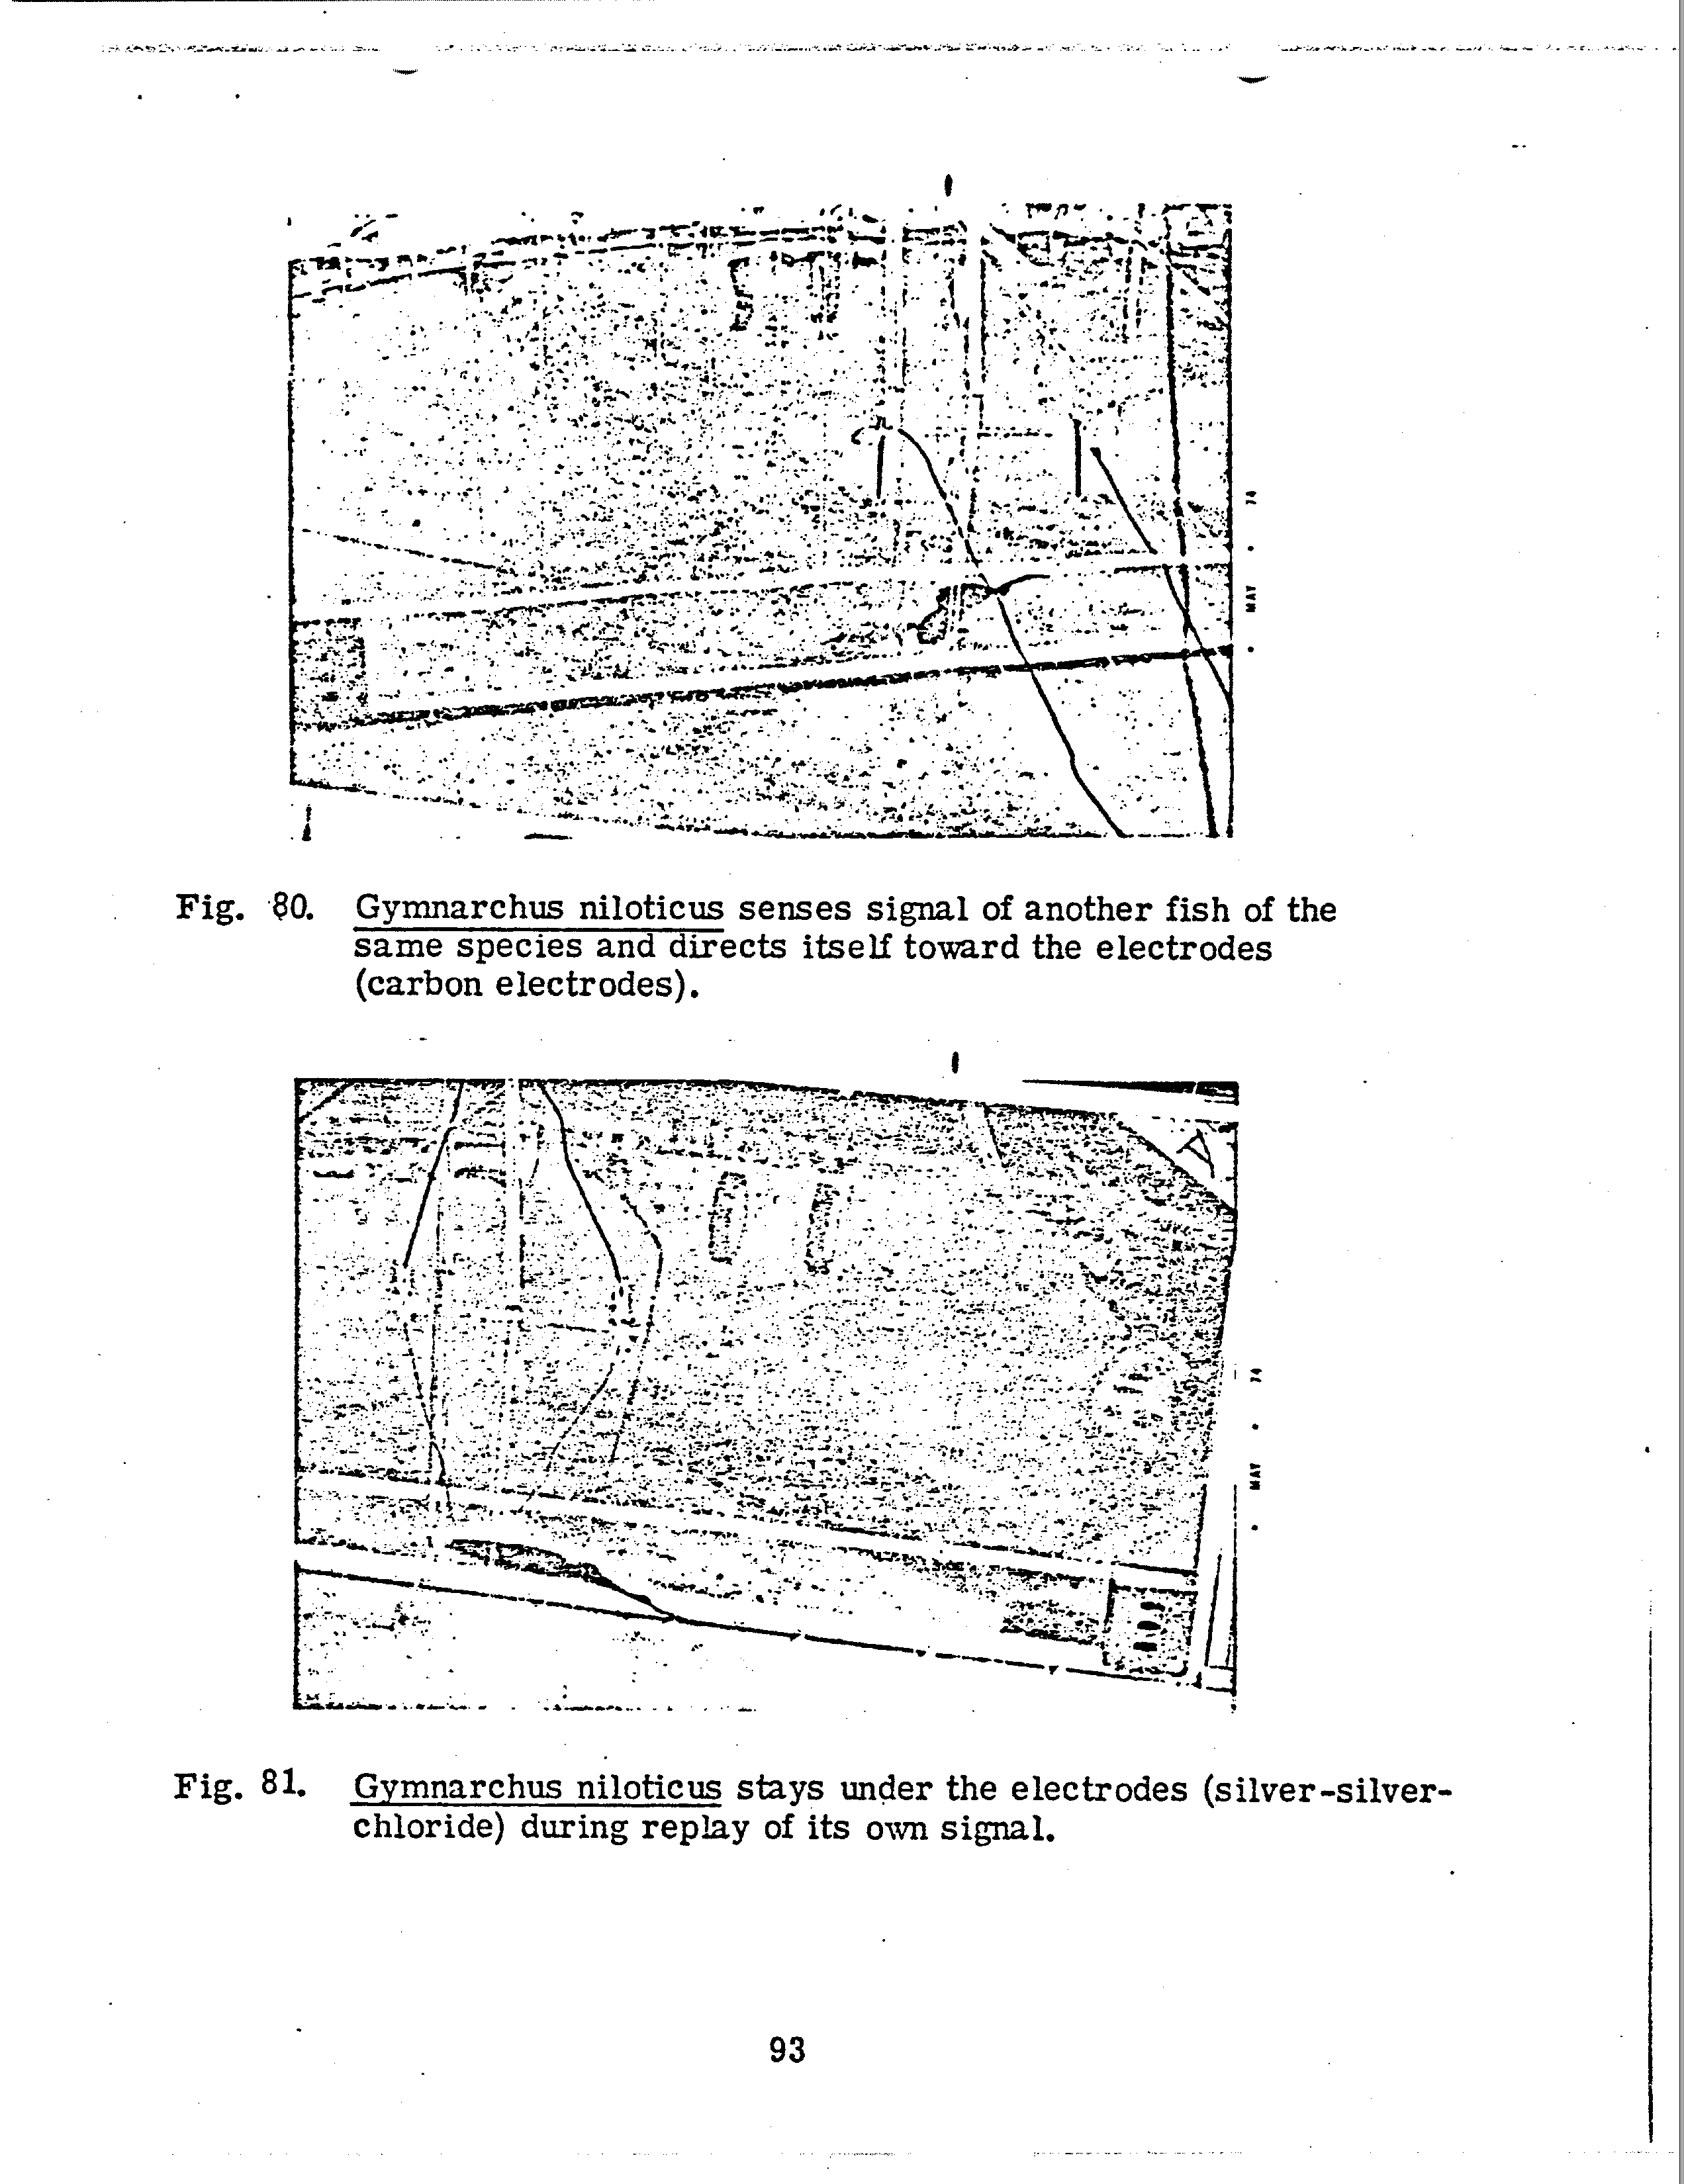 74
MAY
Fig. 80. Gymnarchus niloticus senses signal of another fish of the
same species and directs itself toward the electrodes
(carbon electrodes).
A
74
MAY
Fig. 81. Gymnarchus niloticus stays under the electrodes (silver-silver-
chloride) during replay of its own signal.
93